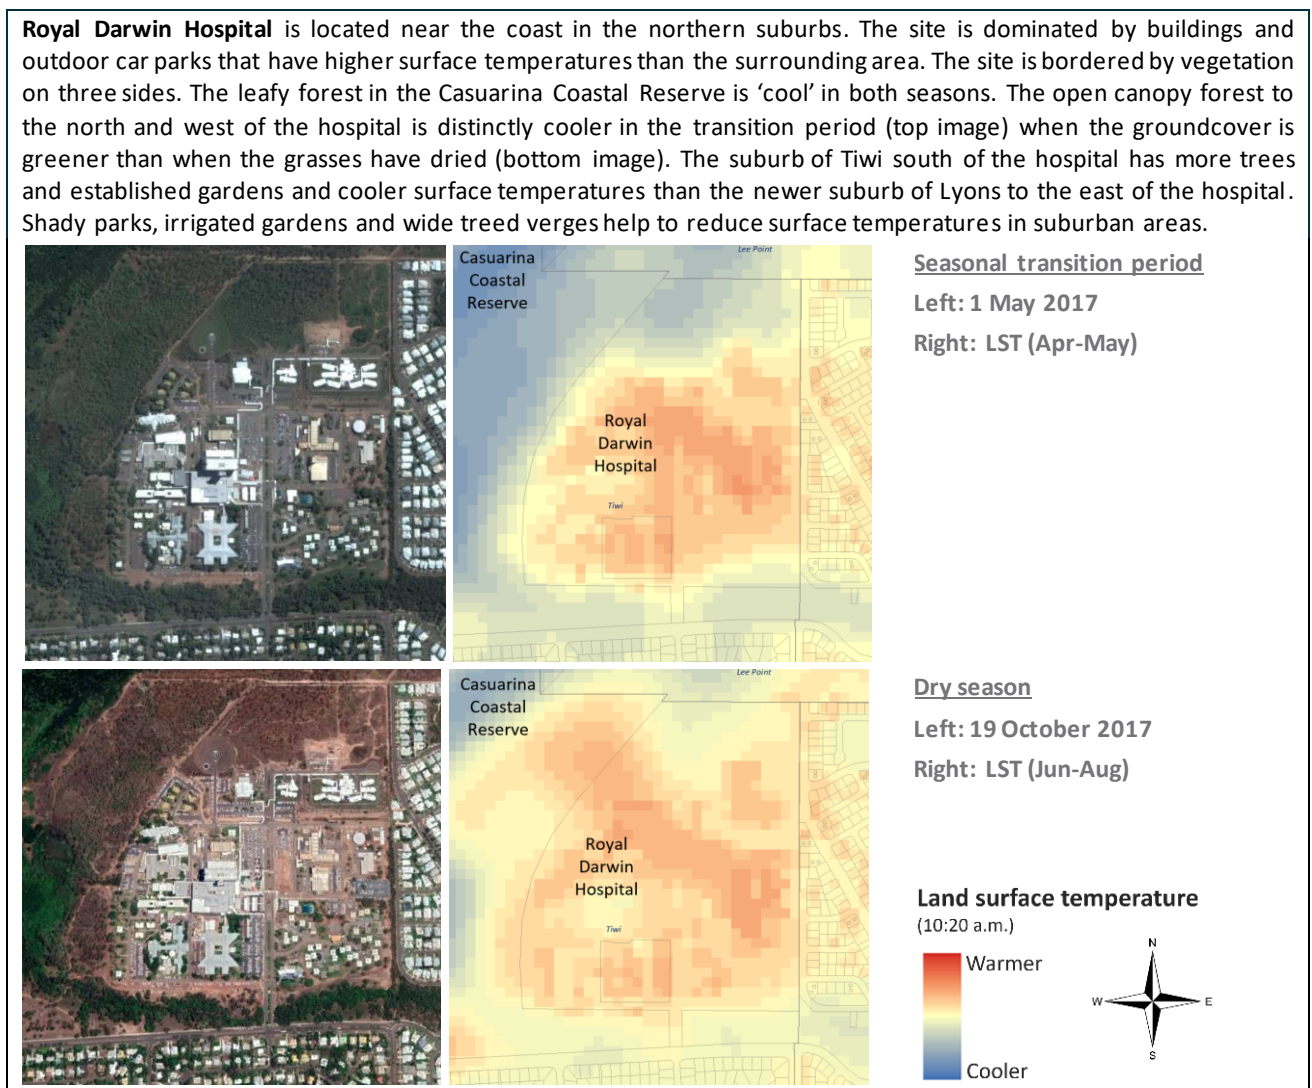 Royal Darwin Hospital is located near the coast in the northern suburbs. The site is dominated by buildings and
outdoor car parks that have higher surface temperatures than the surrounding area. The site is bordered by vegetation
on three sides. The leafy forest in the Casuarina Coastal Reserve is ‘cool’ in both seasons. The open canopy forest to
the north and west of the hospital is distinctly cooler in the transition period (top image) when the groundcover is
greener than when the grasses have dried (bottom image). The suburb of Tiwi south of the hospital has more trees
and established gardens and cooler surface temperatures than the newer suburb of Lyons to the east of the hospital.
Shady parks, irrigated gardens and wide treed verges help to reduce surface temperatures in suburban areas.
Casuarina
Coastal
Reserve
Lee Point
Royal
Darwin
Hospital
Tiwi
Seasonal transition period
Left: 1 May 2017
Right: LST (Apr-May)
Casuarina
Coastal
Reserve
Lee Point
Royal
Darwin
Hospital
Tiwi
Dry season
Left: 19 October 2017
Right: LST (Jun-Aug)
Land surface temperature
(10:20 a.m.)
Warmer
Cooler
N
W
E
S